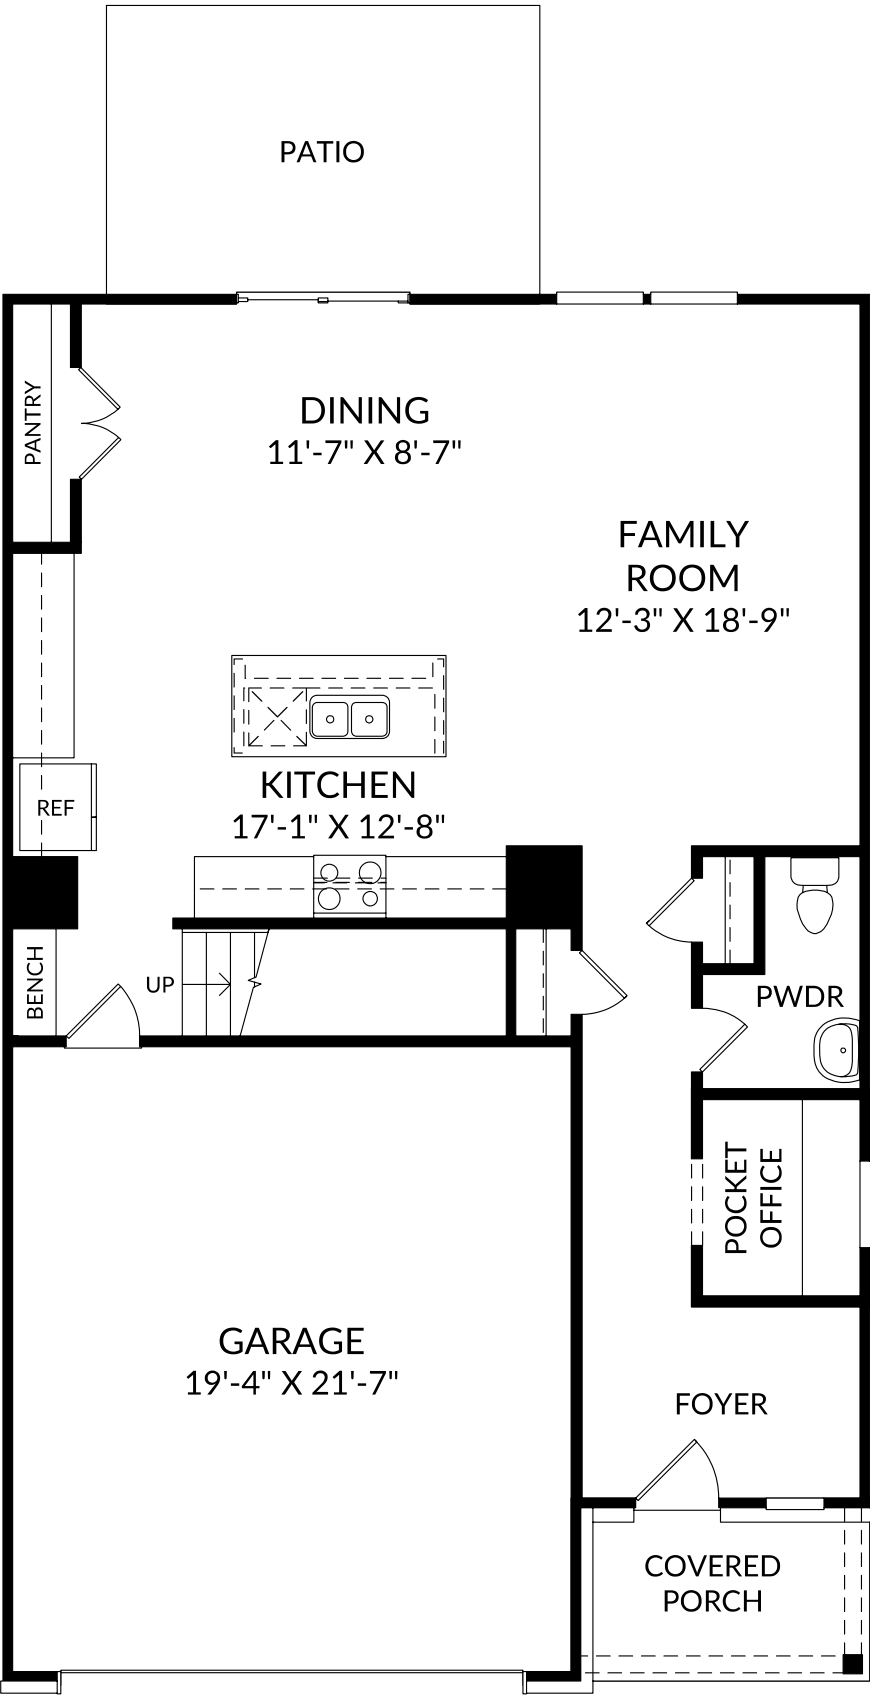 PATIO
PANTRY
DINING
11'-7" X 8'-7"
FAMILY
ROOM
12'-3" X 18'-9"
KITCHEN
17'-1" X 12'-8"
REF
BENCH
UP
PWDR
POCKET
OFFICE
GARAGE
19'-4" X 21'-7"
FOYER
COVERED
PORCH